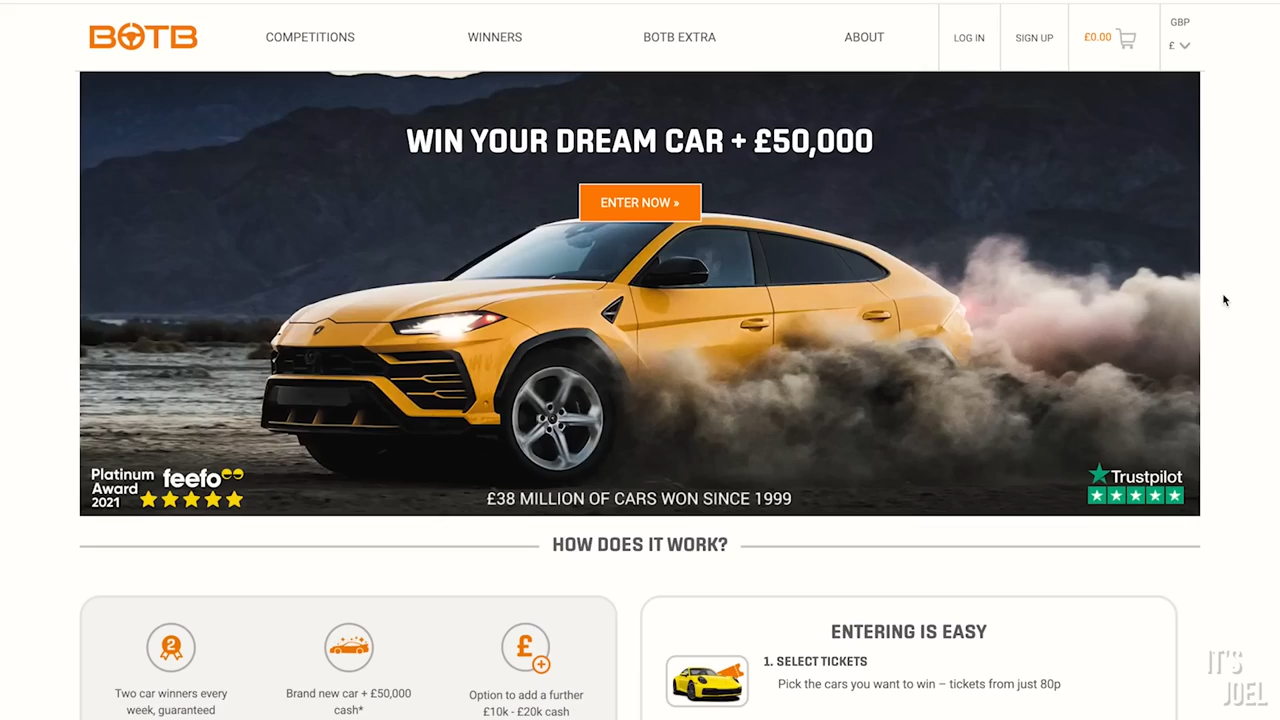 BOTB
COMPETITIONS
WINNERS
BOTB EXTRA
ABOUT
LOG IN
SIGN UP
£0.00
GBP
£
WIN YOUR DREAM CAR + £50,000
ENTER NOW »
Platinum
Award
2021
feefo
£38 MILLION OF CARS WON SINCE 1999
Trustpilot
HOW DOES IT WORK?
2
Two car winners every
week, guaranteed
Brand new car + £50,000
cash*
£
Option to add a further
£10k - £20k cash
ENTERING IS EASY
1. SELECT TICKETS
Pick the cars you want to win – tickets from just 80p
IT'S
JOEL